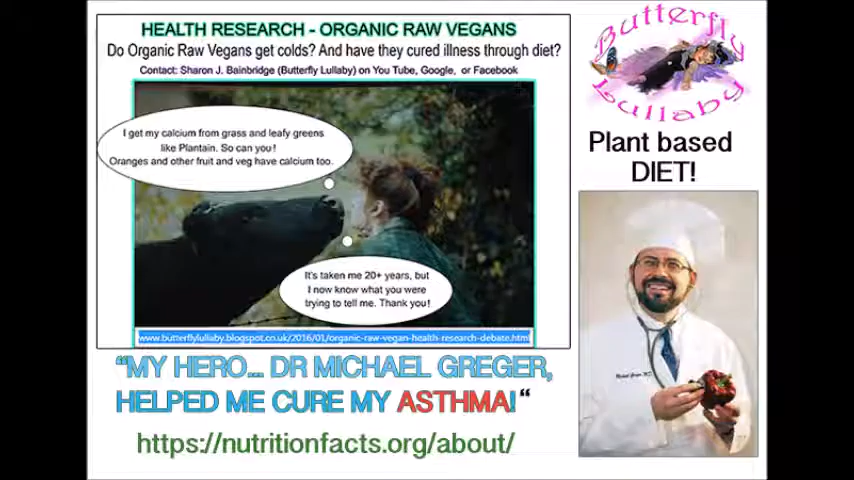 HEALTH RESEARCH - ORGANIC RAW VEGANS
Do Organic Raw Vegans get colds? And have they cured illness through diet?
Contact: Sharon J. Bainbridge (Butterfly Lullaby) on You Tube, Google, or Facebook
I get my calcium from grass and leafy greens
like Plantain. So can you!
Oranges and other fruit and veg have calcium too.
It's taken me 20+ years, but
I now know what you were
trying to tell me. Thank you!
www.butterflylullaby.blogspot.co.uk/2016/01/organic-raw-vegan-health-research-debate.html
"MY HERO... DR MICHAEL GREGER,
HELPED ME CURE MY ASTHMA! "
https://nutritionfacts.org/about/
Butterfly
Lullaby
Plant based
DIET!
Michael Greger, M.D.